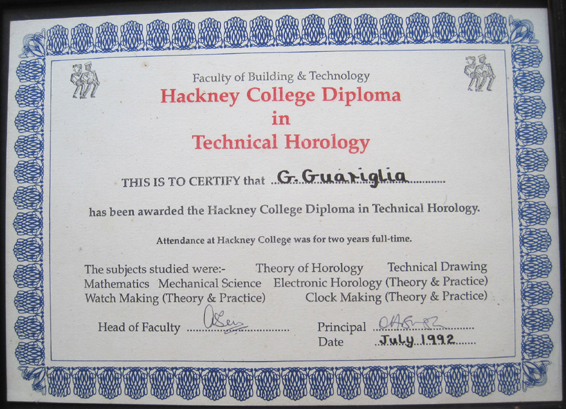 Faculty of Building & Technology
Hackney College Diploma
in
Technical Horology
THIS IS TO CERTIFY that G. Guariglia
has been awarded the Hackney College Diploma in Technical Horology.
Attendance at Hackney College was for two years full-time.
The subjects studied were:- Theory of Horology Technical Drawing
Mathematics Mechanical Science Electronic Horology (Theory & Practice)
Watch Making (Theory & Practice) Clock Making (Theory & Practice)
Head of Faculty Principal
Date July 1992